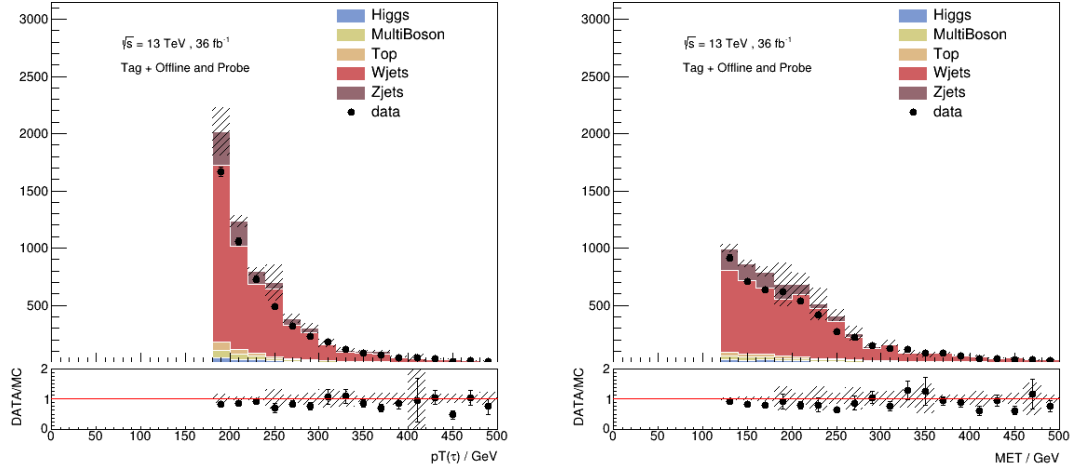 3000
2500
2000
1500
1000
500
√s = 13 TeV , 36 fb⁻¹
Tag + Offline and Probe
Higgs
MultiBoson
Top
Wjets
Zjets
data
DATA/MC
2
1
0
0 50 100 150 200 250 300 350 400 450 500
pT(τ) / GeV
3000
2500
2000
1500
1000
500
√s = 13 TeV , 36 fb⁻¹
Tag + Offline and Probe
Higgs
MultiBoson
Top
Wjets
Zjets
data
DATA/MC
2
1
0
0 50 100 150 200 250 300 350 400 450 500
MET / GeV